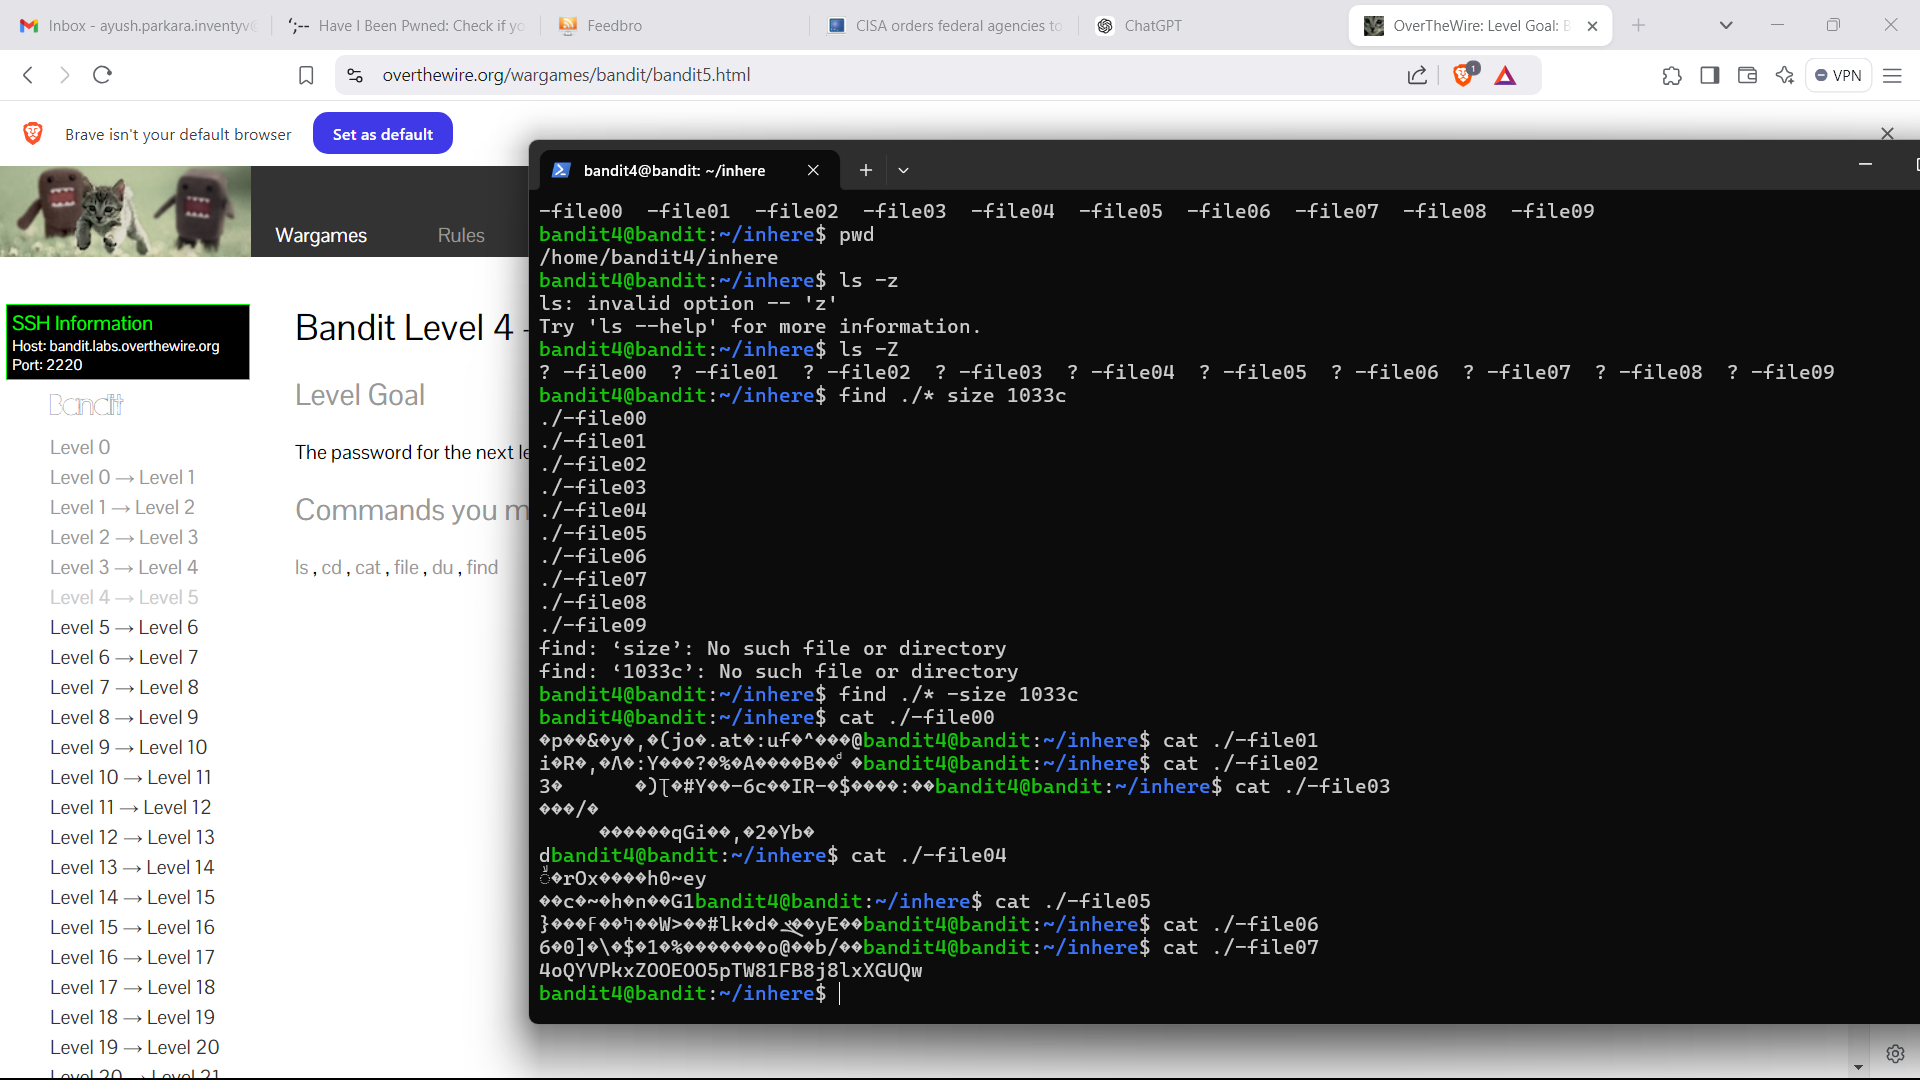 Inbox - ayush.parkara.inventyv@
Have I Been Pwned: Check if yo
Feedbro
CISA orders federal agencies to
ChatGPT
OverTheWire: Level Goal: B
overthewire.org/wargames/bandit/bandit5.html
1
VPN
Brave isn't your default browser
Set as default
Wargames
Rules
SSH Information
Host: bandit.labs.overthewire.org
Port: 2220
Bandit
Level 0
Level 0 → Level 1
Level 1 → Level 2
Level 2 → Level 3
Level 3 → Level 4
Level 4 → Level 5
Level 5 → Level 6
Level 6 → Level 7
Level 7 → Level 8
Level 8 → Level 9
Level 9 → Level 10
Level 10 → Level 11
Level 11 → Level 12
Level 12 → Level 13
Level 13 → Level 14
Level 14 → Level 15
Level 15 → Level 16
Level 16 → Level 17
Level 17 → Level 18
Level 18 → Level 19
Level 19 → Level 20
Level 20 → Level 21
Bandit Level 4 -
Level Goal
The password for the next le
Commands you m
ls , cd , cat , file , du , find
bandit4@bandit: ~/inhere
-file00  -file01  -file02  -file03  -file04  -file05  -file06  -file07  -file08  -file09
bandit4@bandit:~/inhere$ pwd
/home/bandit4/inhere
bandit4@bandit:~/inhere$ ls -z
ls: invalid option -- 'z'
Try 'ls --help' for more information.
bandit4@bandit:~/inhere$ ls -Z
? -file00  ? -file01  ? -file02  ? -file03  ? -file04  ? -file05  ? -file06  ? -file07  ? -file08  ? -file09
bandit4@bandit:~/inhere$ find ./* size 1033c
./-file00
./-file01
./-file02
./-file03
./-file04
./-file05
./-file06
./-file07
./-file08
./-file09
find: ‘size’: No such file or directory
find: ‘1033c’: No such file or directory
bandit4@bandit:~/inhere$ find ./* -size 1033c
bandit4@bandit:~/inhere$ cat ./-file00
�p��&�y�,�(jo�.at�:uf�^���@bandit4@bandit:~/inhere$ cat ./-file01
i�R�,�Λ�:Y���?�%�A����B�� �bandit4@bandit:~/inhere$ cat ./-file02
3�      �)�#Y��-6c��IR-�$����:��bandit4@bandit:~/inhere$ cat ./-file03
���/�
������qGi��,�2�Yb�
dbandit4@bandit:~/inhere$ cat ./-file04
�rOx����h0~ey
��c�~�h�n��G1bandit4@bandit:~/inhere$ cat ./-file05
}�����W>��#lk�d���yE��bandit4@bandit:~/inhere$ cat ./-file06
6�0]�\�$�1�%�������o@��b/��bandit4@bandit:~/inhere$ cat ./-file07
4oQYVPkxZOOEOO5pTW81FB8j8lxXGUQw
bandit4@bandit:~/inhere$